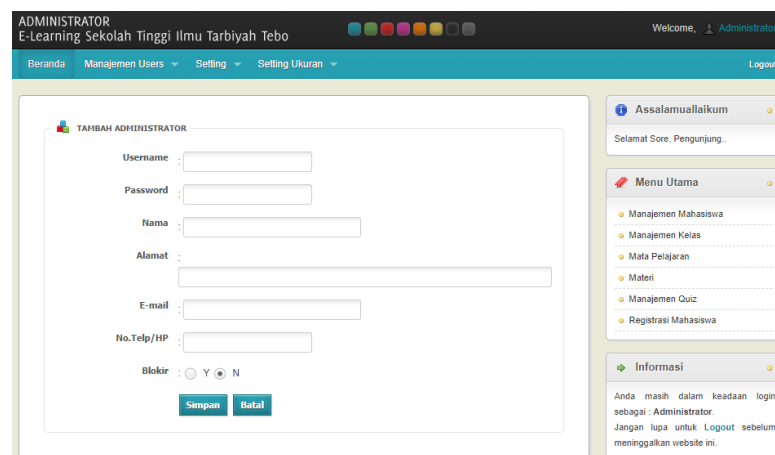 ADMINISTRATOR
E-Learning Sekolah Tinggi Ilmu Tarbiyah Tebo
Welcome, Administrator
Beranda Manajemen Users Setting Setting Ukuran Logout
TAMBAH ADMINISTRATOR
Username :
Password :
Nama :
Alamat :
E-mail :
No.Telp/HP :
Blokir : Y N
Simpan Batal
Assalamuallaikum
Selamat Sore, Pengunjung..
Menu Utama
Manajemen Mahasiswa
Manajemen Kelas
Mata Pelajaran
Materi
Manajemen Quiz
Registrasi Mahasiswa
Informasi
Anda masih dalam keadaan login
sebagai : Administrator.
Jangan lupa untuk Logout sebelum
meninggalkan website ini.